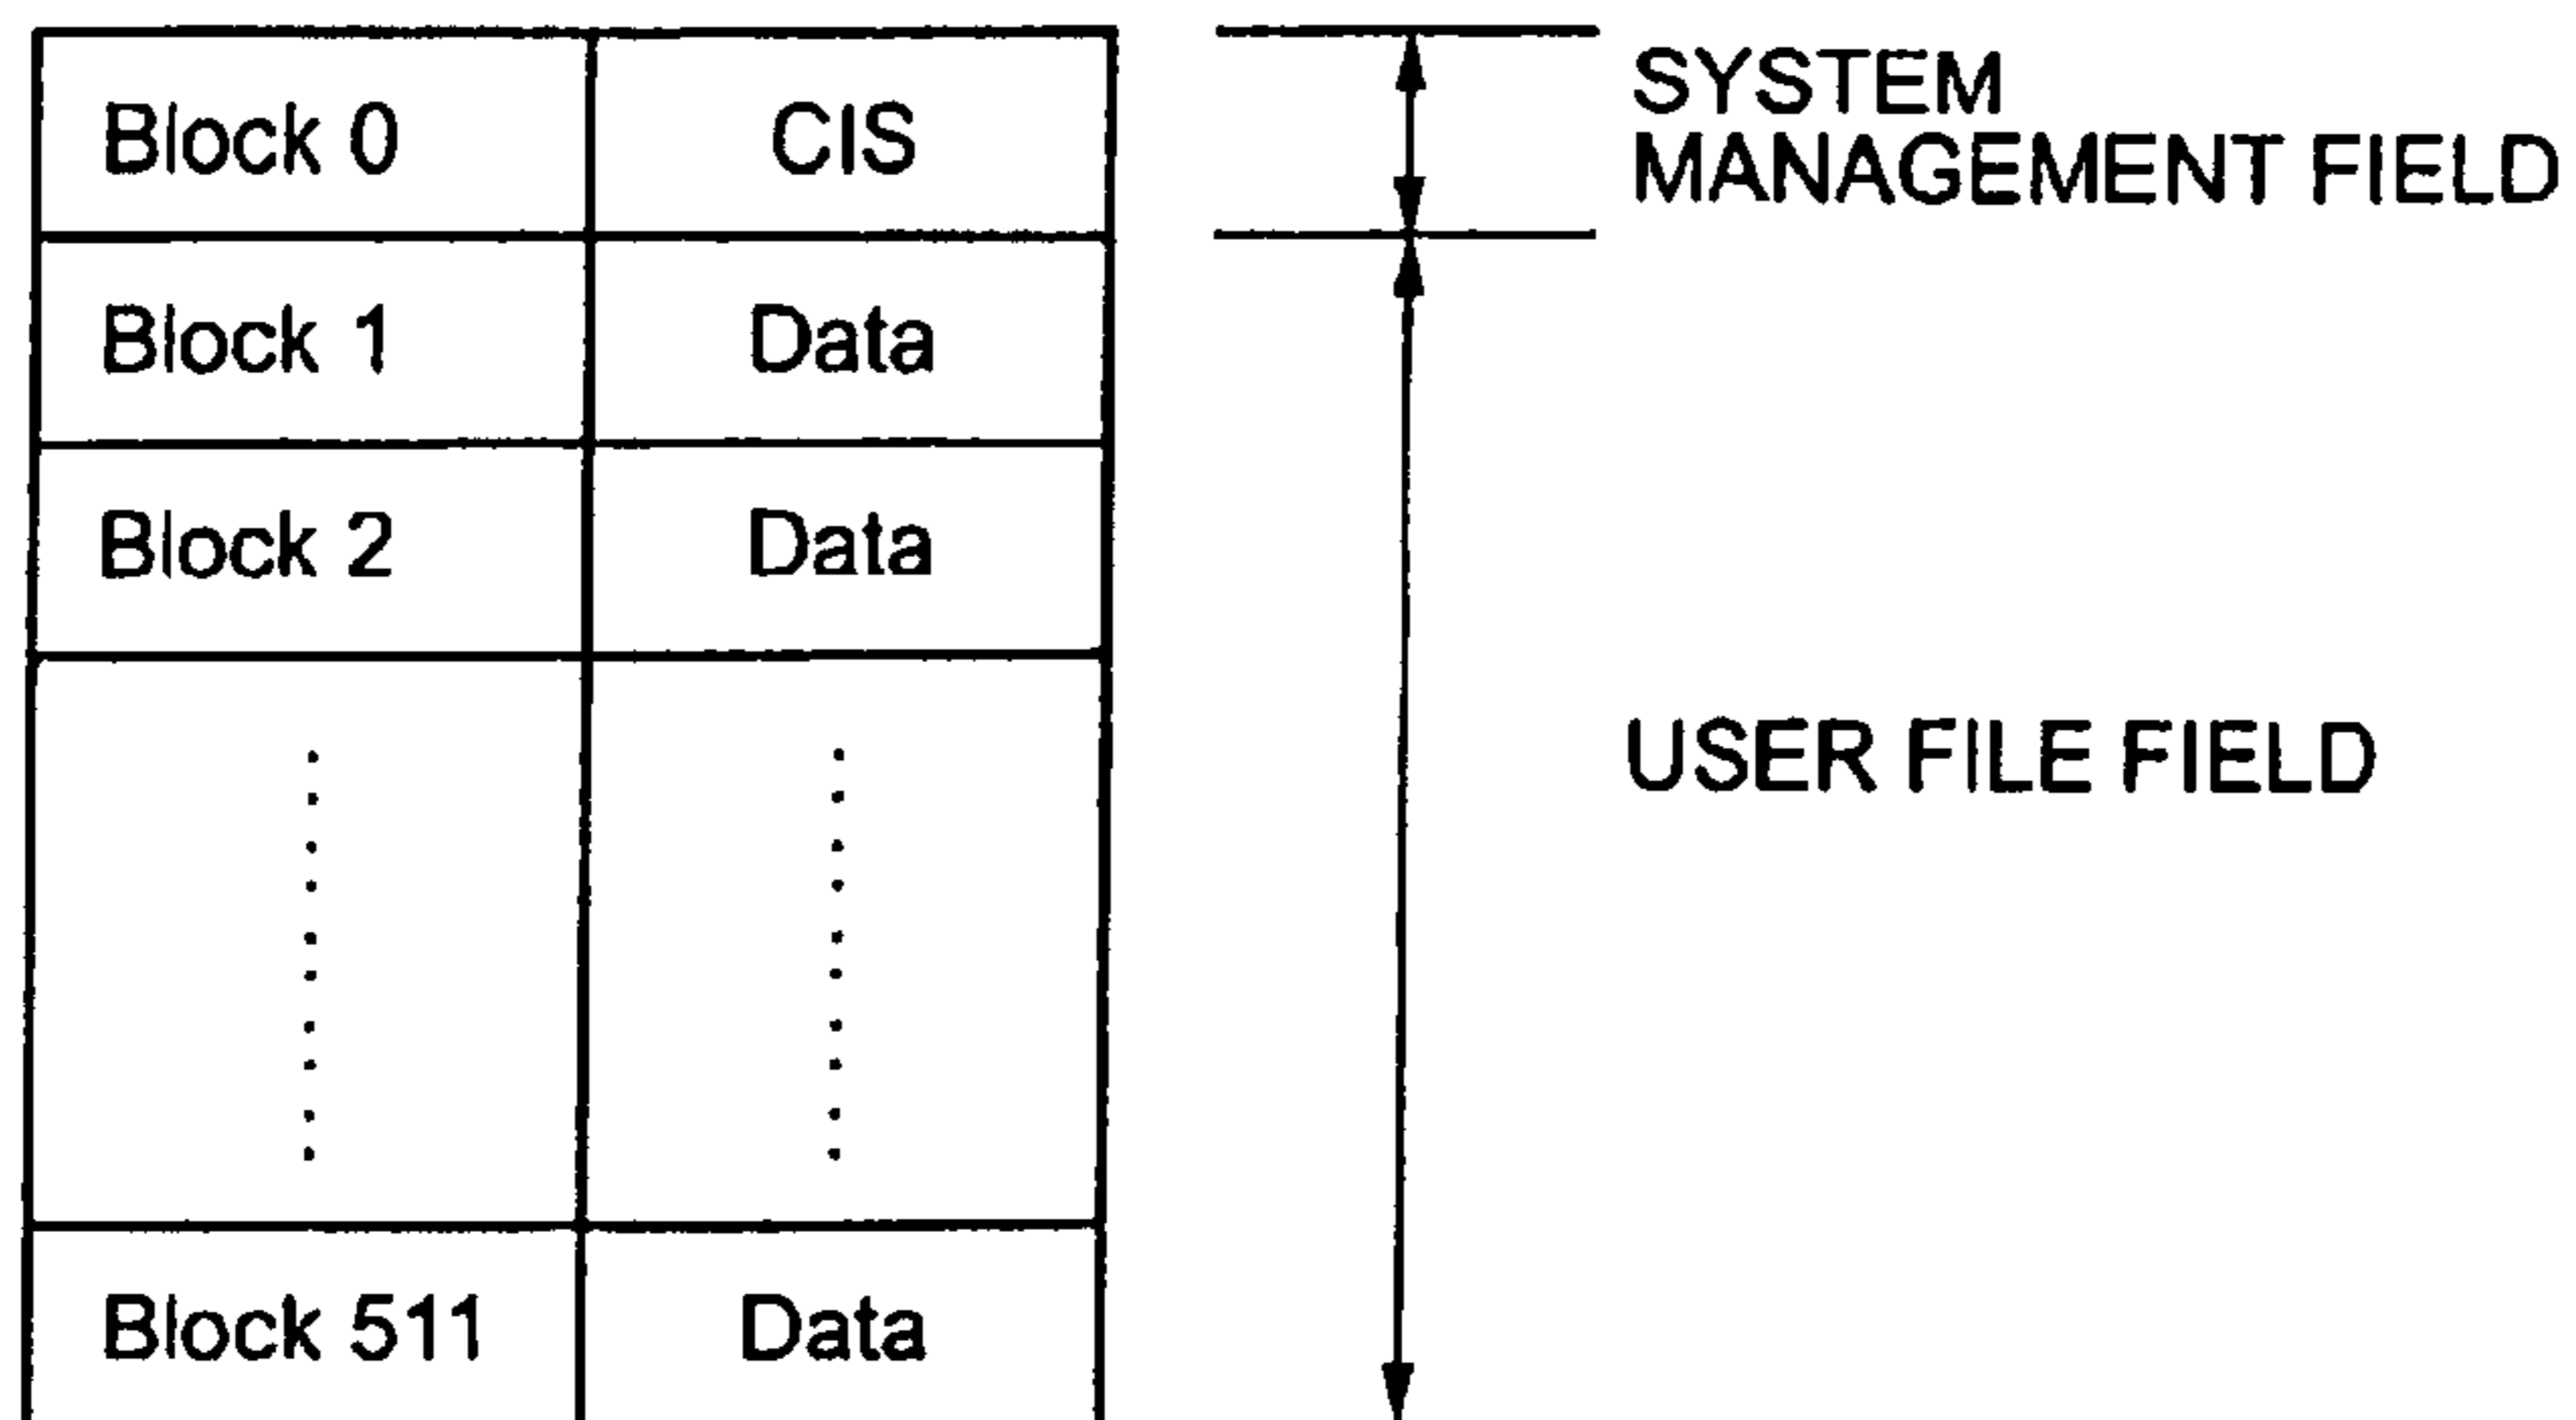 Block 0 CIS
SYSTEM
MANAGEMENT FIELD
Block 1 Data
Block 2 Data
USER FILE FIELD
Block 511 Data